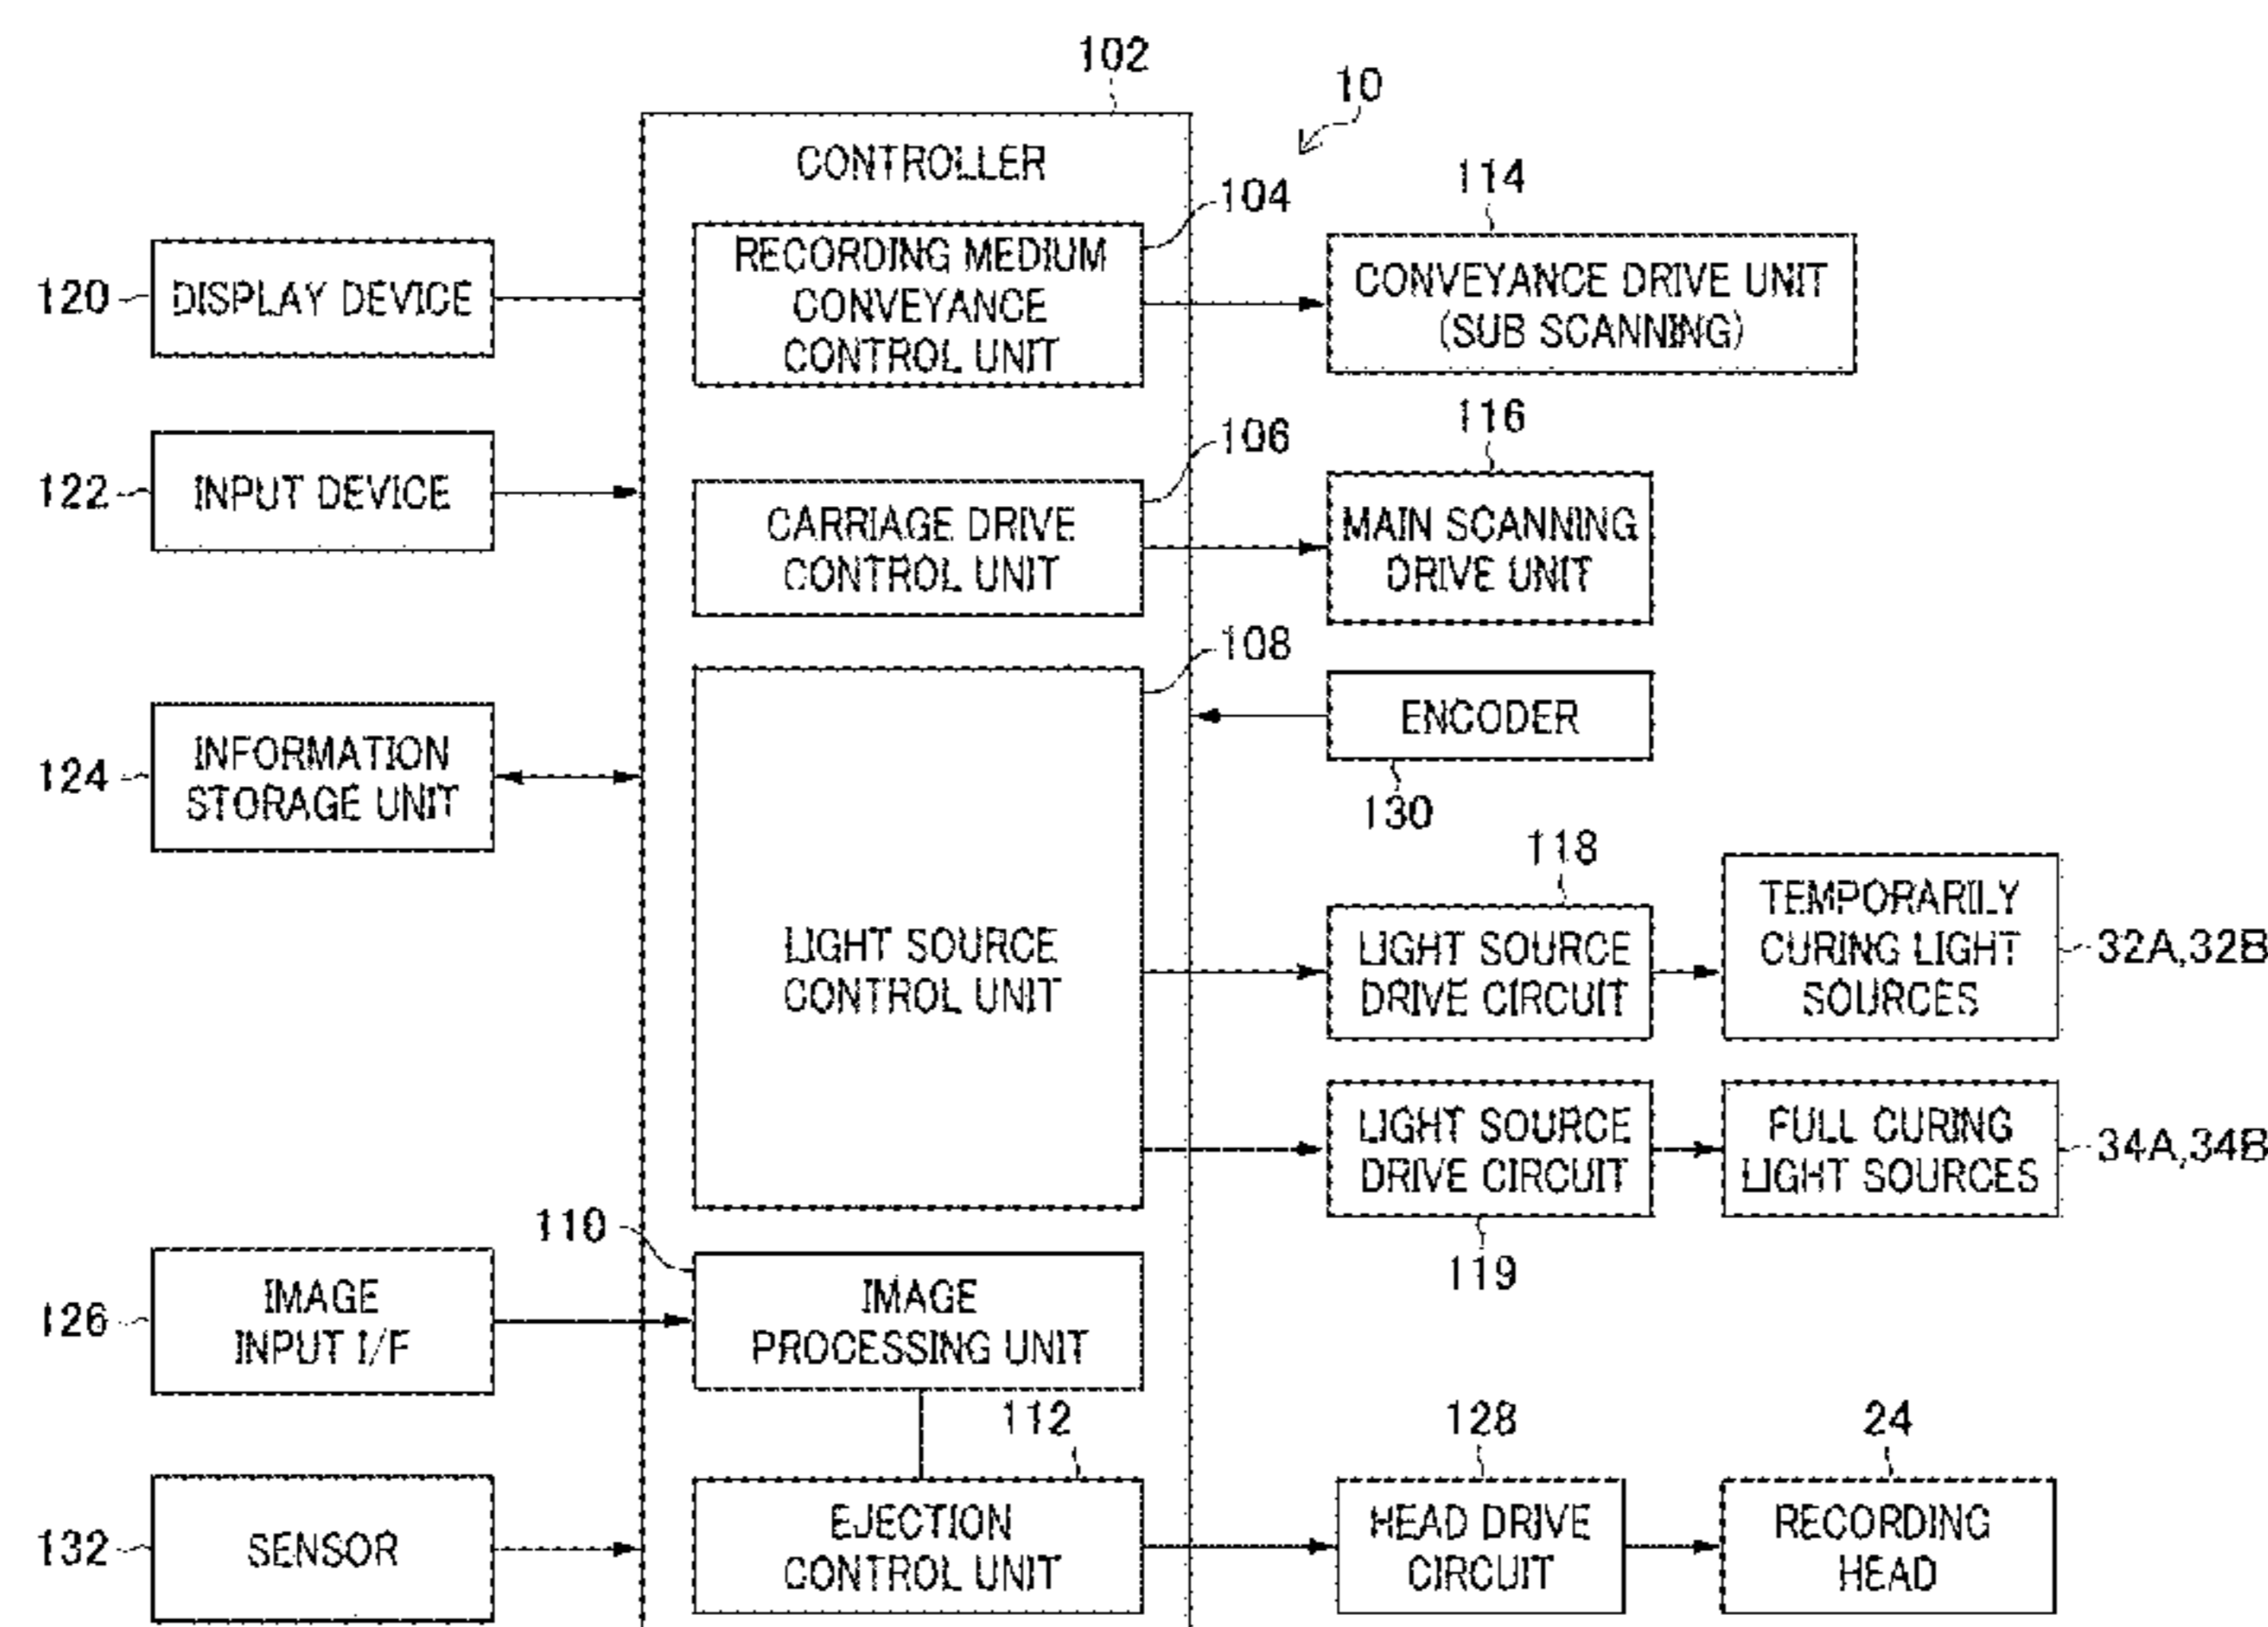 102
10
CONTROLLER
104
114
120
DISPLAY DEVICE
RECORDING MEDIUM
CONVEYANCE
CONTROL UNIT
CONVEYANCE DRIVE UNIT
(SUB SCANNING)
106
116
122
INPUT DEVICE
CARRIAGE DRIVE
CONTROL UNIT
MAIN SCANNING
DRIVE UNIT
108
124
INFORMATION
STORAGE UNIT
ENCODER
130
118
LIGHT SOURCE
CONTROL UNIT
LIGHT SOURCE
DRIVE CIRCUIT
TEMPORARILY
CURING LIGHT
SOURCES
32A,32B
LIGHT SOURCE
DRIVE CIRCUIT
FULL CURING
LIGHT SOURCES
34A,34B
119
110
126
IMAGE
INPUT I/F
IMAGE
PROCESSING UNIT
112
128
24
132
SENSOR
EJECTION
CONTROL UNIT
HEAD DRIVE
CIRCUIT
RECORDING
HEAD